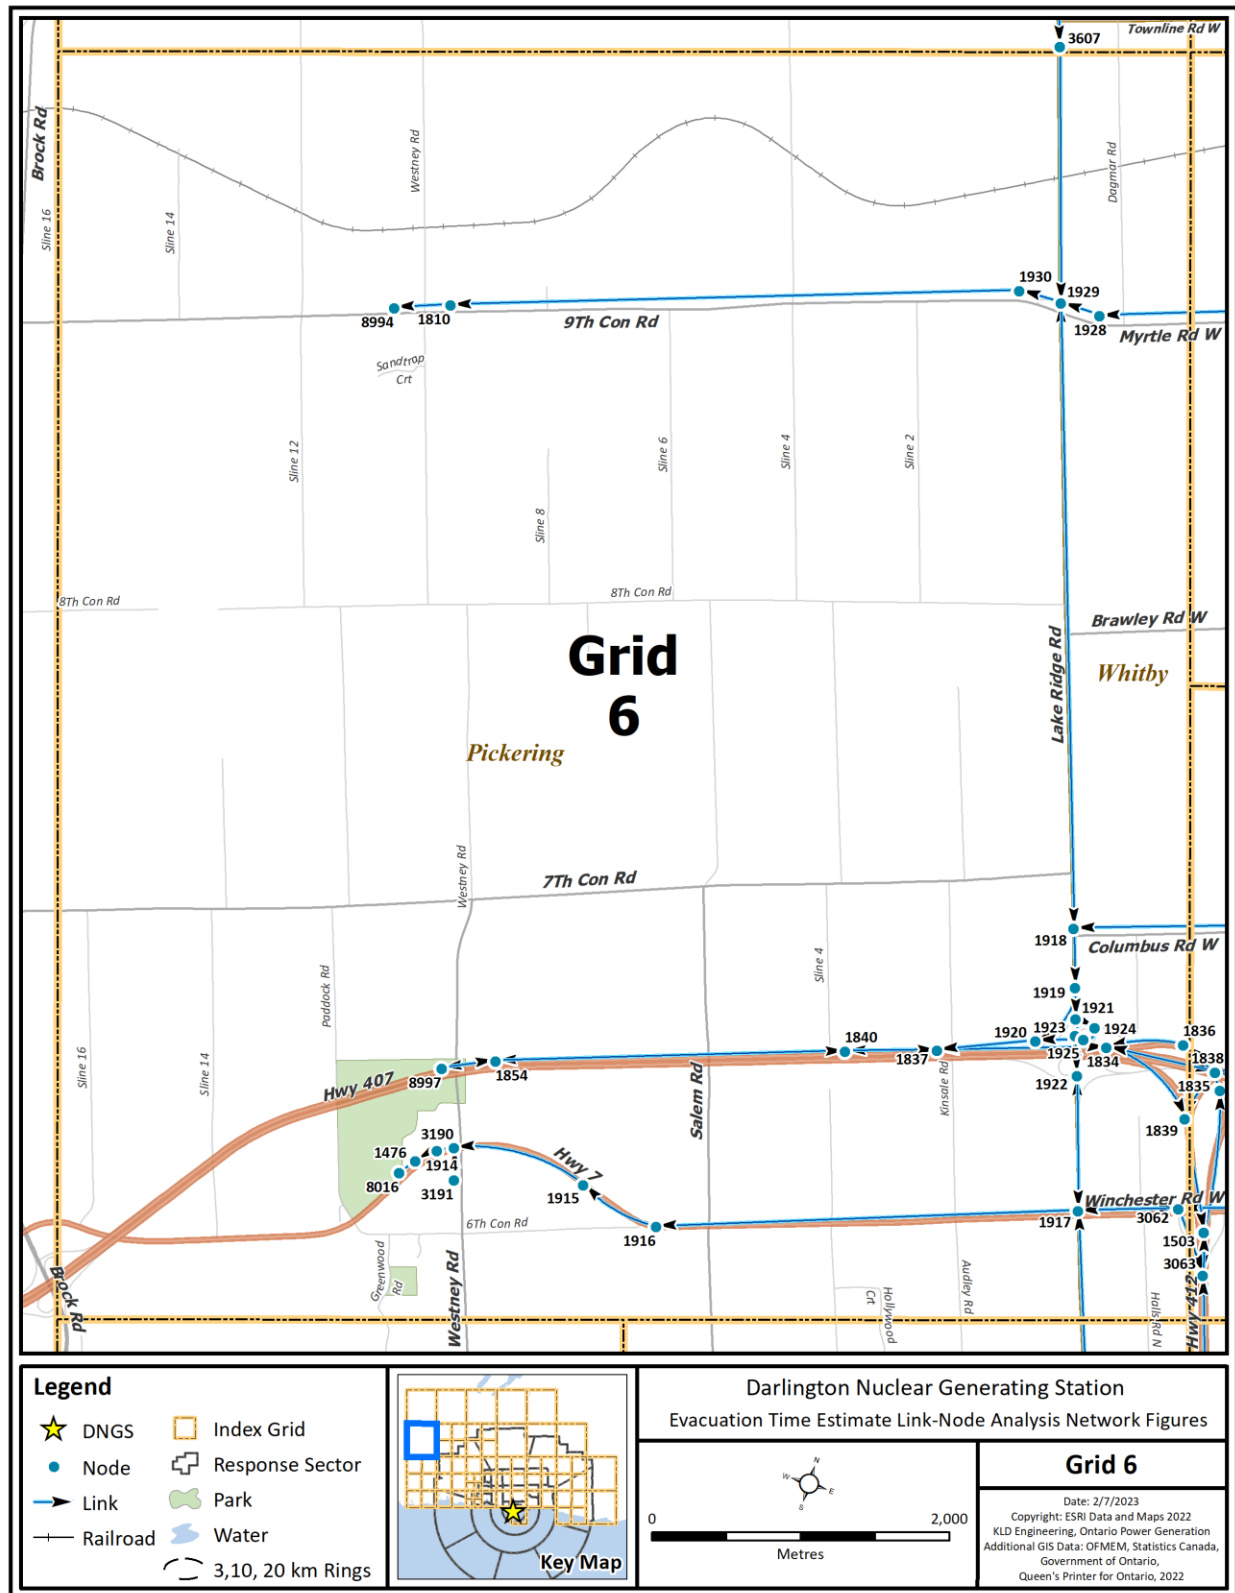 Townline Rd W
3607
Brock Rd
Westney Rd
Dagmar Rd
Sline 16
Sline 14
1930
1929
8994
1810
9Th Con Rd
1928
Myrtle Rd W
Sandtrap
Crt
Sline 12
Sline 6
Sline 4
Sline 2
Sline 8
8Th Con Rd
8Th Con Rd
Brawley Rd W
Grid
6
Lake Ridge Rd
Whitby
Pickering
Westney Rd
7Th Con Rd
1918
Columbus Rd W
Sline 4
Paddock Rd
1919
1921
1920
1923
1924
1836
1840
1837
1925
1834
1838
1835
Sline 16
Sline 14
8997
1854
Hwy 407
Salem Rd
Kinsale Rd
1922
1839
3190
1476
1914
8016
3191
Hwy 7
1915
Winchester Rd W
6Th Con Rd
1916
1917
3062
1503
3063
Brock Rd
Greenwood
Rd
Westney Rd
Crt
Hollywood
Audley Rd
Halls Rd N
Hwy 412
Legend
DNGS
Node
Link
Railroad
Index Grid
Response Sector
Park
Water
3,10, 20 km Rings
Key Map
Darlington Nuclear Generating Station
Evacuation Time Estimate Link-Node Analysis Network Figures
N
W
E
S
0
2,000
Metres
Grid 6
Date: 2/7/2023
Copyright: ESRI Data and Maps 2022
KLD Engineering, Ontario Power Generation
Additional GIS Data: OFMEM, Statistics Canada,
Government of Ontario,
Queen's Printer for Ontario, 2022